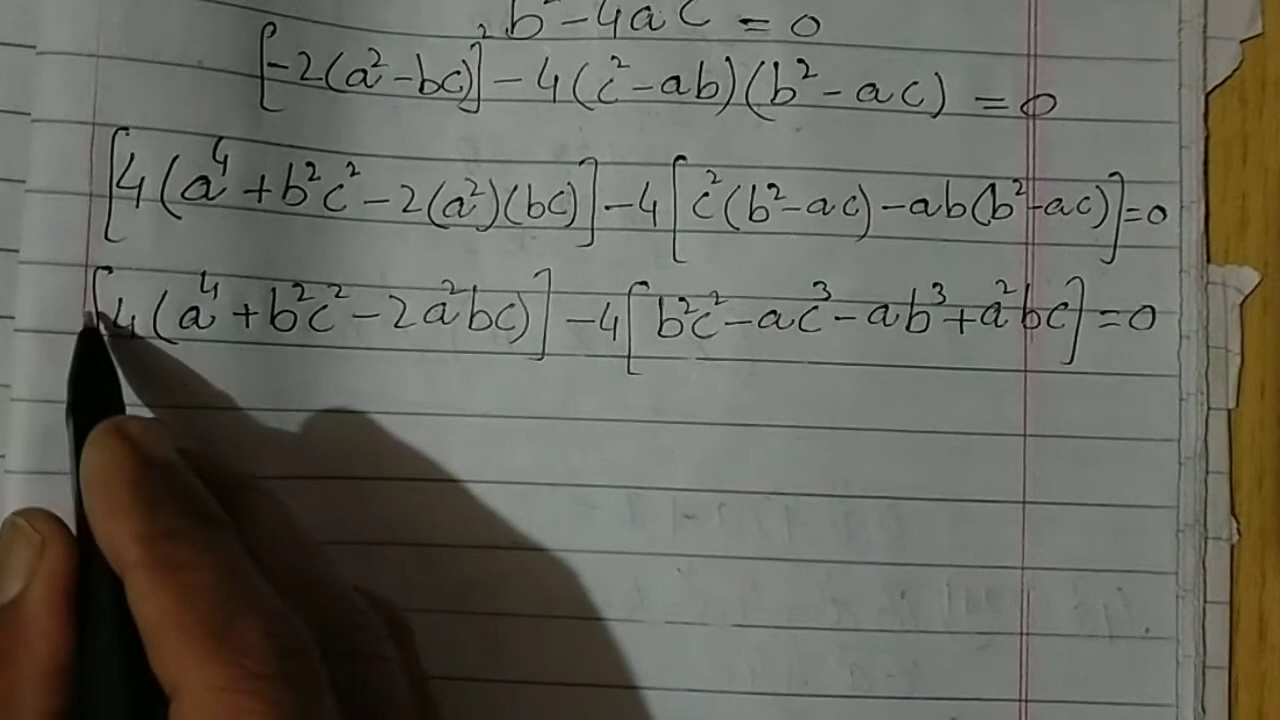 b² - 4ac = 0
[-2(a² - bc)]² - 4(c² - ab)(b² - ac) = 0
[4(a⁴ + b²c² - 2(a²)(bc)] - 4[c²(b² - ac) - ab(b² - ac)] = 0
[4(a⁴ + b²c² - 2a²bc)] - 4[b²c² - ac³ - ab³ + a²bc] = 0